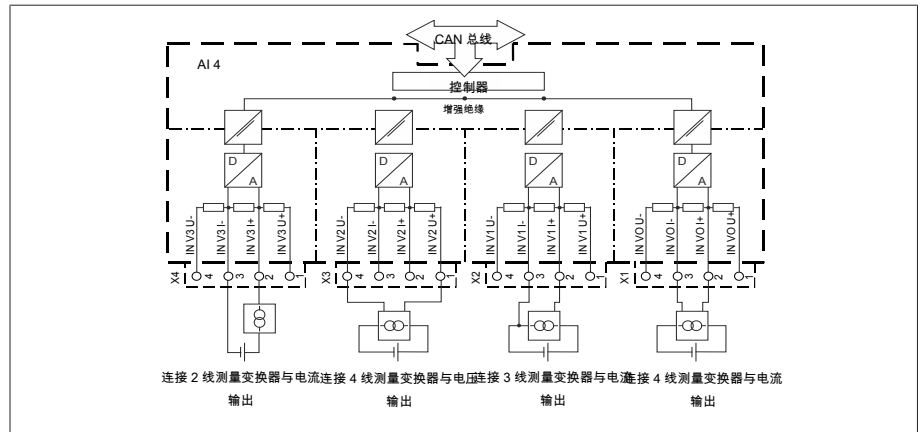 CAN 总线
AI 4
控制器
增强绝缘
D
A
D
A
D
A
D
A
IN V3 U-
IN V3 I-
IN V3 I+
IN V3 U+
IN V2 U-
IN V2 I-
IN V2 I+
IN V2 U+
IN V1 U-
IN V1 I-
IN V1 I+
IN V1 U+
IN VO U-
IN VO I-
IN VO I+
IN VO U+
X4
4
3
2
1
X3
4
3
2
1
X2
4
3
2
1
X1
4
3
2
1
连接 2 线测量变换器与电流
输出
连接 4 线测量变换器与电压
输出
连接 3 线测量变换器与电流
输出
连接 4 线测量变换器与电流
输出